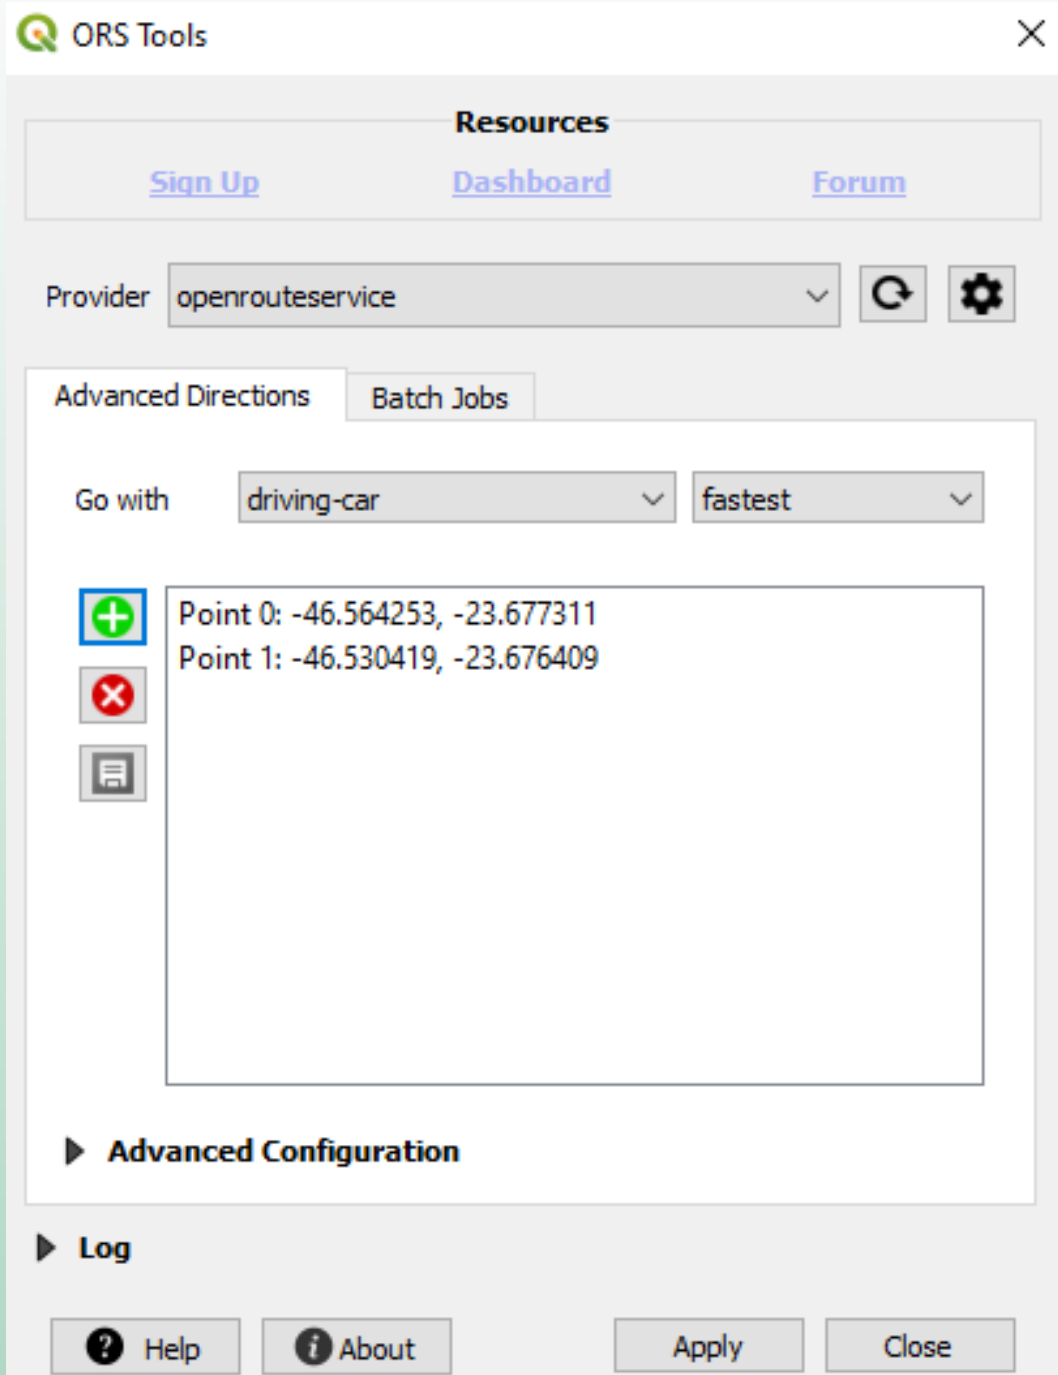 ORS Tools
Resources
Sign Up Dashboard Forum
Provider openrouteservice
Advanced Directions Batch Jobs
Go with driving-car fastest
Point 0: -46.564253, -23.677311
Point 1: -46.530419, -23.676409
Advanced Configuration
Log
Help About Apply Close